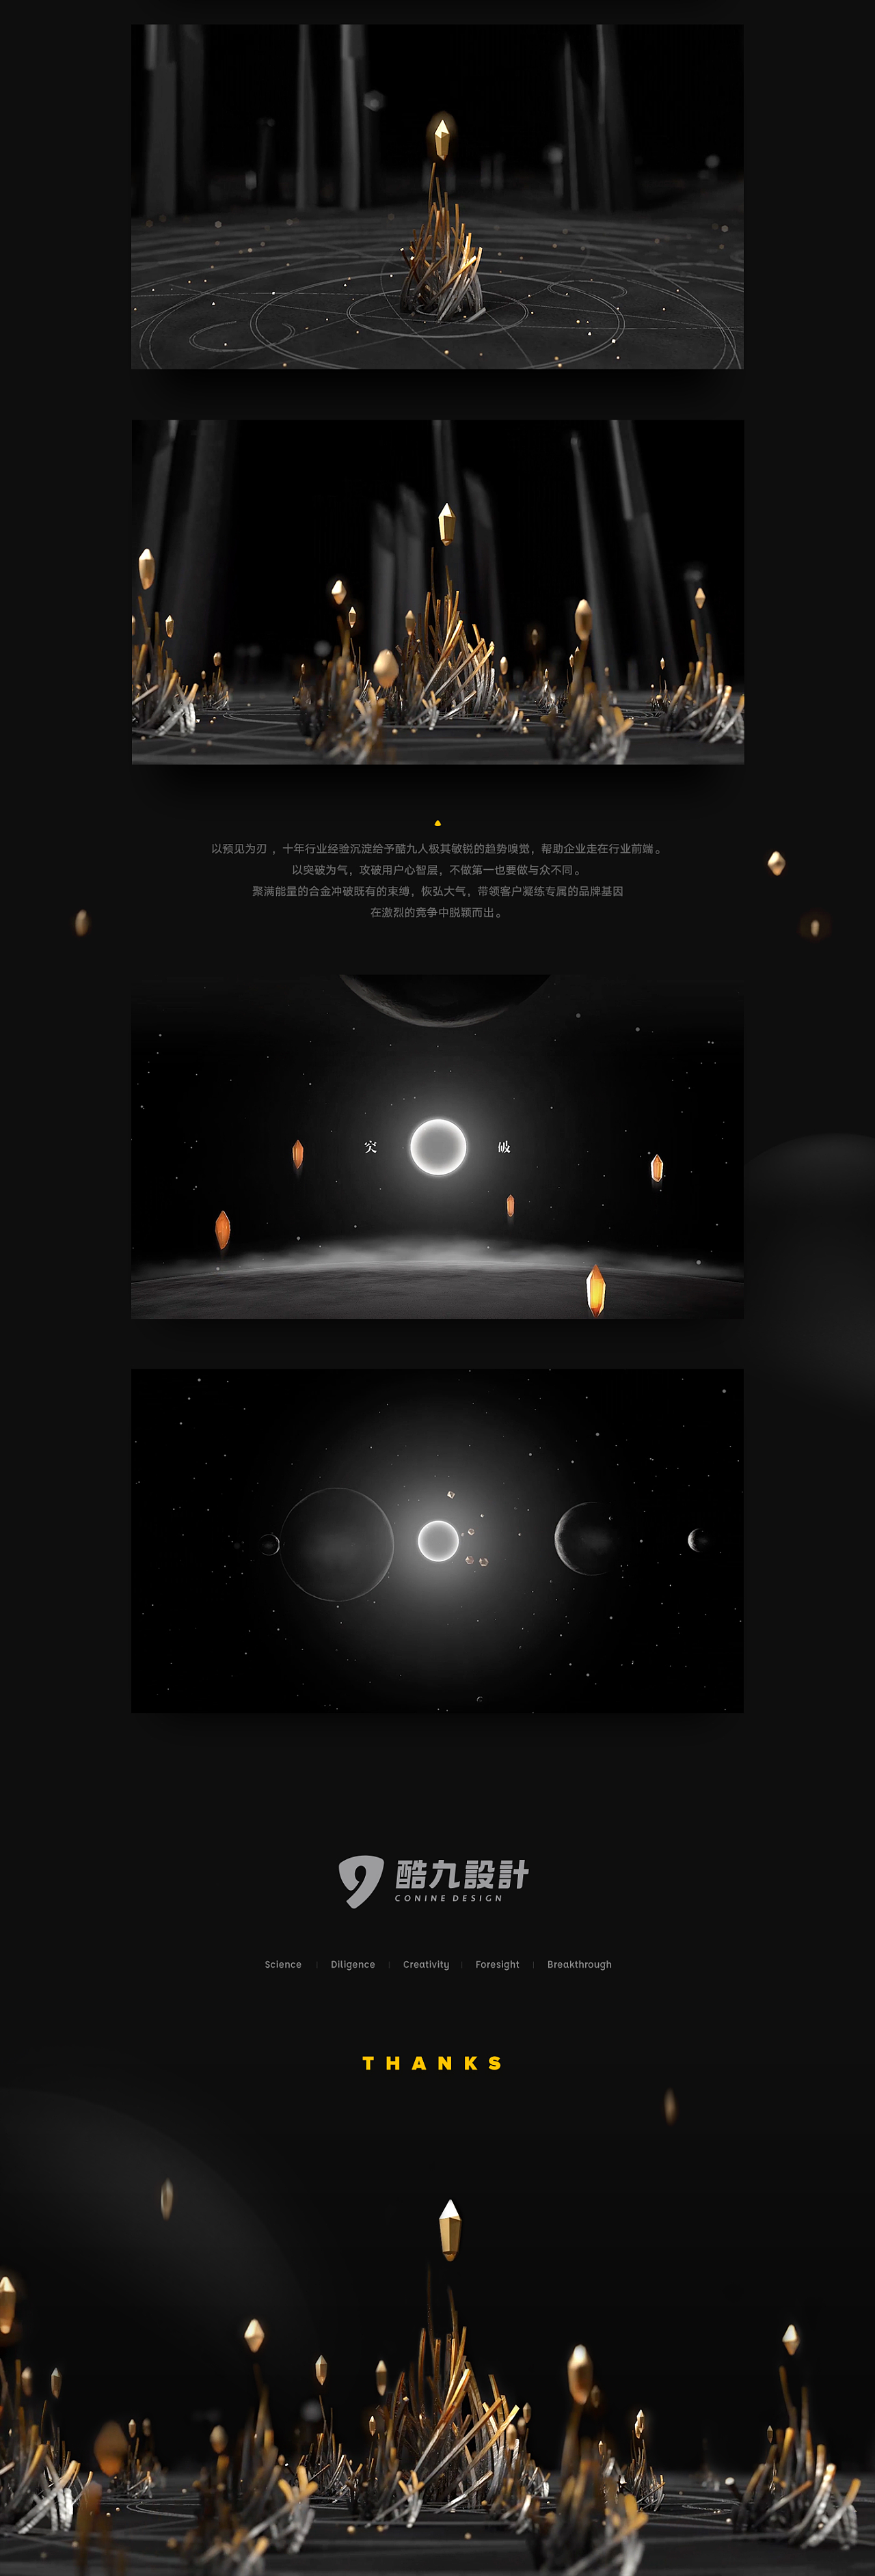 以预见为刃 ，十年行业经验沉淀给予酷九人极其敏锐的趋势嗅觉，帮助企业走在行业前端。
以突破为气，攻破用户心智层，不做第一也要做与众不同。
聚满能量的合金冲破既有的束缚，恢弘大气，带领客户凝练专属的品牌基因
在激烈的竞争中脱颖而出。
突 破
酷九設計
CONINE DESIGN
Science | Diligence | Creativity | Foresight | Breakthrough
THANKS